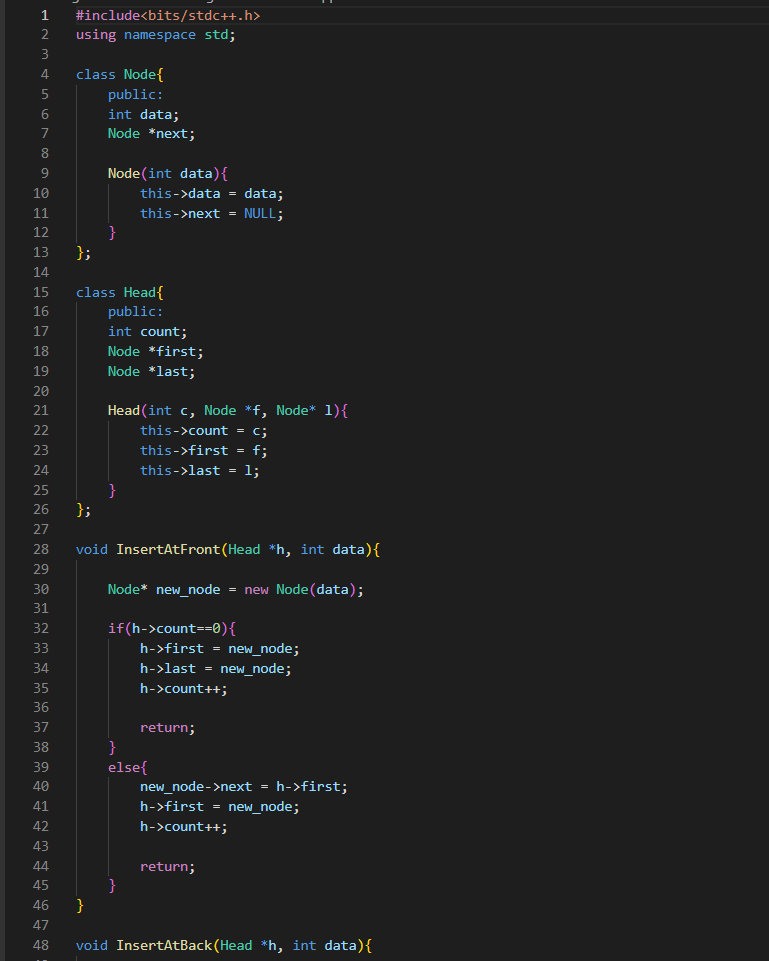 1 #include<bits/stdc++.h>
2 using namespace std;
3
4 class Node{
5     public:
6     int data;
7     Node *next;
8
9     Node(int data){
10         this->data = data;
11         this->next = NULL;
12     }
13 };
14
15 class Head{
16     public:
17     int count;
18     Node *first;
19     Node *last;
20
21     Head(int c, Node *f, Node* l){
22         this->count = c;
23         this->first = f;
24         this->last = l;
25     }
26 };
27
28 void InsertAtFront(Head *h, int data){
29
30     Node* new_node = new Node(data);
31
32     if(h->count==0){
33         h->first = new_node;
34         h->last = new_node;
35         h->count++;
36
37         return;
38     }
39     else{
40         new_node->next = h->first;
41         h->first = new_node;
42         h->count++;
43
44         return;
45     }
46 }
47
48 void InsertAtBack(Head *h, int data){